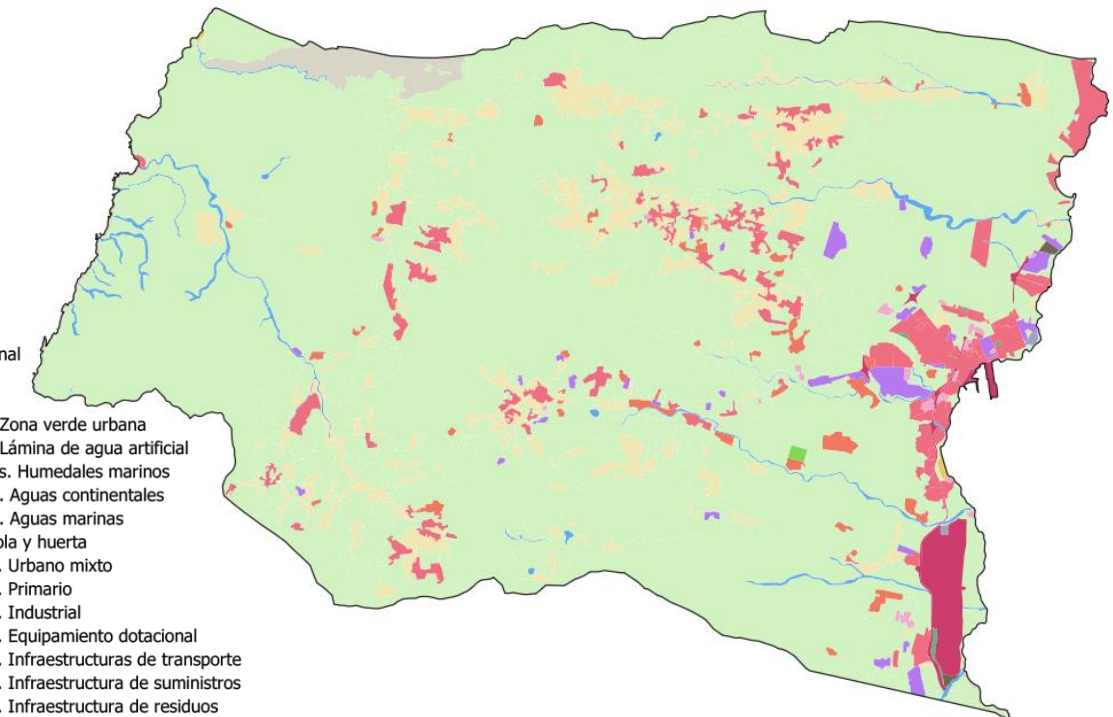 nal
Zona verde urbana
Lámina de agua artificial
s. Humedales marinos
. Aguas continentales
. Aguas marinas
ola y huerta
. Urbano mixto
. Primario
. Industrial
. Equipamiento dotacional
. Infraestructuras de transporte
. Infraestructura de suministros
. Infraestructura de residuos